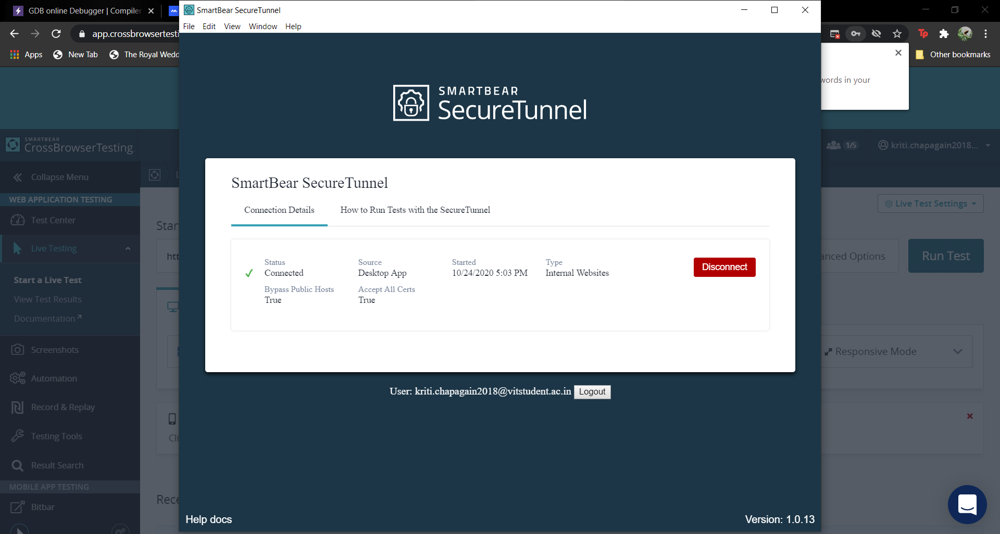 GDB online Debugger | Compiler
SmartBear SecureTunnel
File Edit View Window Help
app.crossbrowsertesti
Apps New Tab The Royal Wedd
Other bookmarks
words in your
SMARTBEAR
SecureTunnel
SMARTBEAR
CrossBrowserTesting
1/5
kriti.chapagain2018...
Collapse Menu
WEB APPLICATION TESTING
Test Center
Live Testing
Start a Live Test
View Test Results
Documentation
Screenshots
Automation
Record & Replay
Testing Tools
Result Search
MOBILE APP TESTING
Bitbar
SmartBear SecureTunnel
Connection Details How to Run Tests with the SecureTunnel
Status Source Started Type
Connected Desktop App 10/24/2020 5:03 PM Internal Websites
Disconnect
Bypass Public Hosts Accept All Certs
True True
User: kriti.chapagain2018@vitstudent.ac.in Logout
Help docs
Version: 1.0.13
Live Test Settings
anced Options
Run Test
Responsive Mode
Star
htt
Cli
Rece